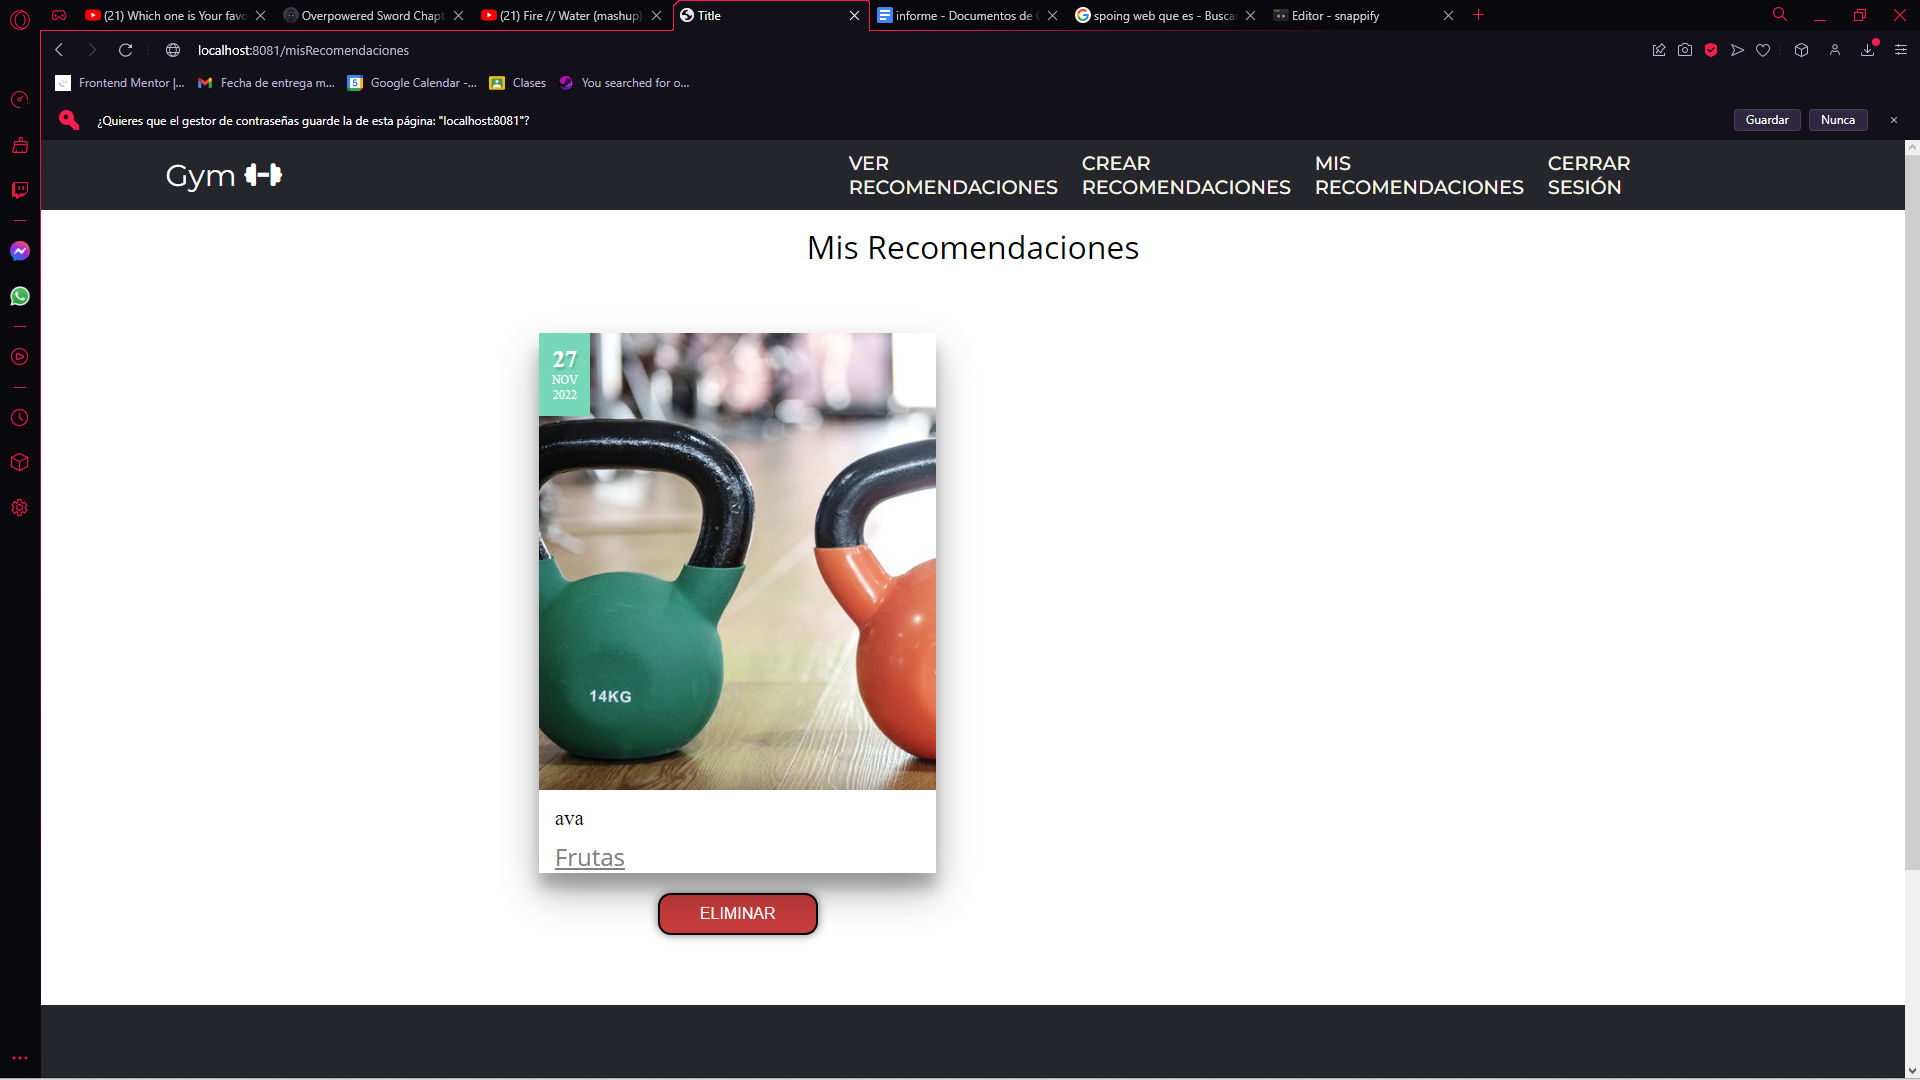 (21) Which one is Your favo
Overpowered Sword Chapt
(21) Fire // Water (mashup)
Title
informe - Documentos de G
spoing web que es - Busca
Editor - snappify
localhost:8081/misRecomendaciones
Frontend Mentor |...
Fecha de entrega m...
5
Google Calendar -...
Clases
You searched for o...
¿Quieres que el gestor de contraseñas guarde la de esta página: "localhost:8081"?
Guardar
Nunca
Gym
VER
RECOMENDACIONES
CREAR
RECOMENDACIONES
MIS
RECOMENDACIONES
CERRAR
SESIÓN
Mis Recomendaciones
27
NOV
2022
14KG
ava
Frutas
ELIMINAR